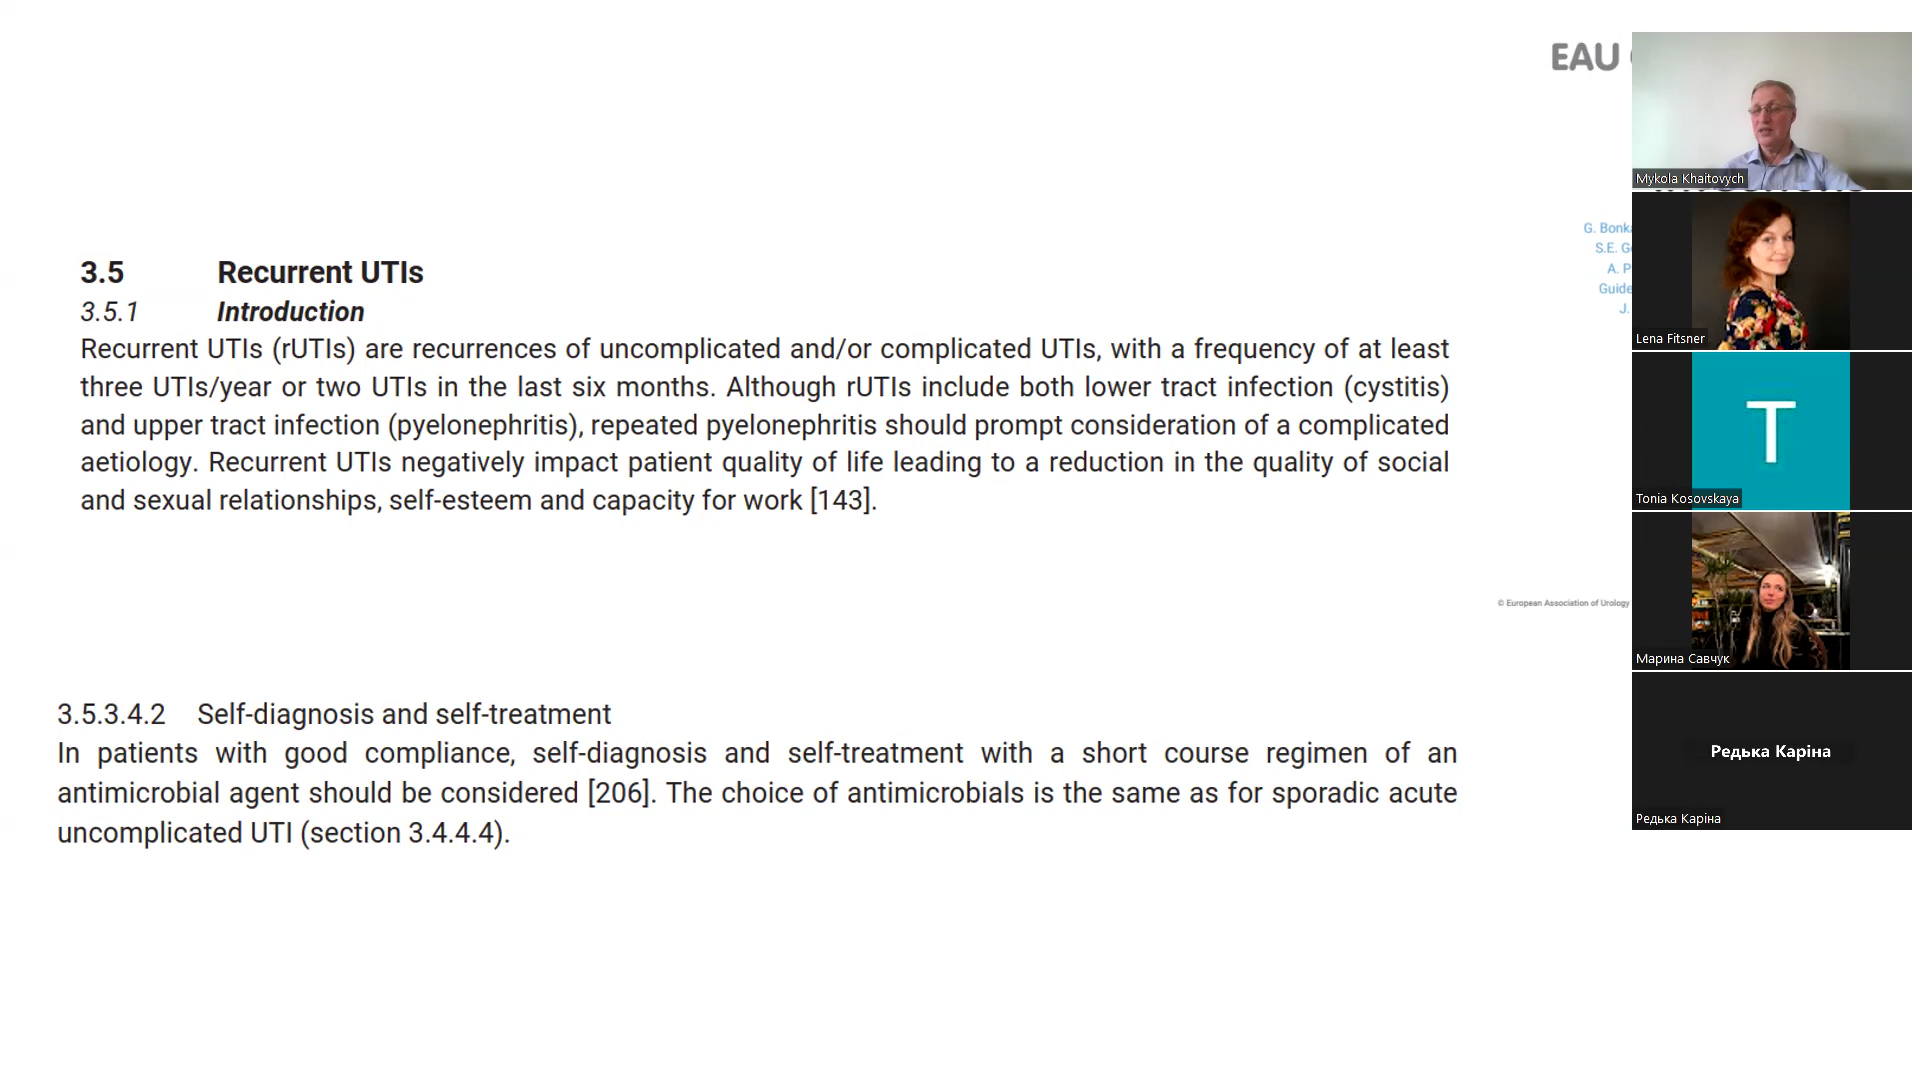 EAU
3.5 Recurrent UTIs
3.5.1 Introduction
Recurrent UTIs (rUTIs) are recurrences of uncomplicated and/or complicated UTIs, with a frequency of at least
three UTIs/year or two UTIs in the last six months. Although rUTIs include both lower tract infection (cystitis)
and upper tract infection (pyelonephritis), repeated pyelonephritis should prompt consideration of a complicated
aetiology. Recurrent UTIs negatively impact patient quality of life leading to a reduction in the quality of social
and sexual relationships, self-esteem and capacity for work [143].
© European Association of Urology
3.5.3.4.2 Self-diagnosis and self-treatment
In patients with good compliance, self-diagnosis and self-treatment with a short course regimen of an
antimicrobial agent should be considered [206]. The choice of antimicrobials is the same as for sporadic acute
uncomplicated UTI (section 3.4.4.4).
G. Bonk
S.E. G
A. P
Guide
J.
Mykola Khaitovych
Lena Fitsner
T
Tonia Kosovskaya
Марина Савчук
Редька Каріна
Редька Каріна